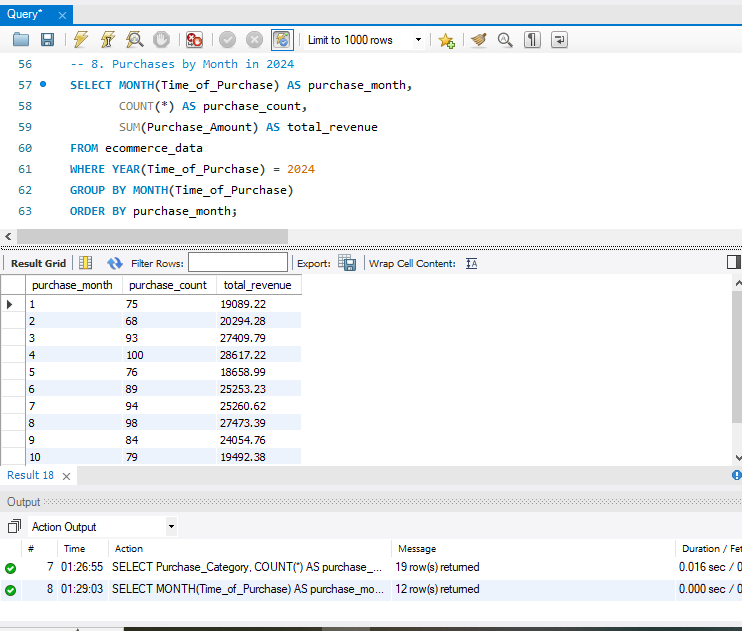 Query*
Limit to 1000 rows
56 -- 8. Purchases by Month in 2024
57 SELECT MONTH(Time_of_Purchase) AS purchase_month,
58 COUNT(*) AS purchase_count,
59 SUM(Purchase_Amount) AS total_revenue
60 FROM ecommerce_data
61 WHERE YEAR(Time_of_Purchase) = 2024
62 GROUP BY MONTH(Time_of_Purchase)
63 ORDER BY purchase_month;
Result Grid Filter Rows: Export: Wrap Cell Content:
purchase_month purchase_count total_revenue
1 75 19089.22
2 68 20294.28
3 93 27409.79
4 100 28617.22
5 76 18658.99
6 89 25253.23
7 94 25260.62
8 98 27473.39
9 84 24054.76
10 79 19492.38
Result 18
Output
Action Output
# Time Action Message Duration / Fet
7 01:26:55 SELECT Purchase_Category, COUNT(*) AS purchase_... 19 row(s) returned 0.016 sec / 0
8 01:29:03 SELECT MONTH(Time_of_Purchase) AS purchase_mo... 12 row(s) returned 0.000 sec / 0